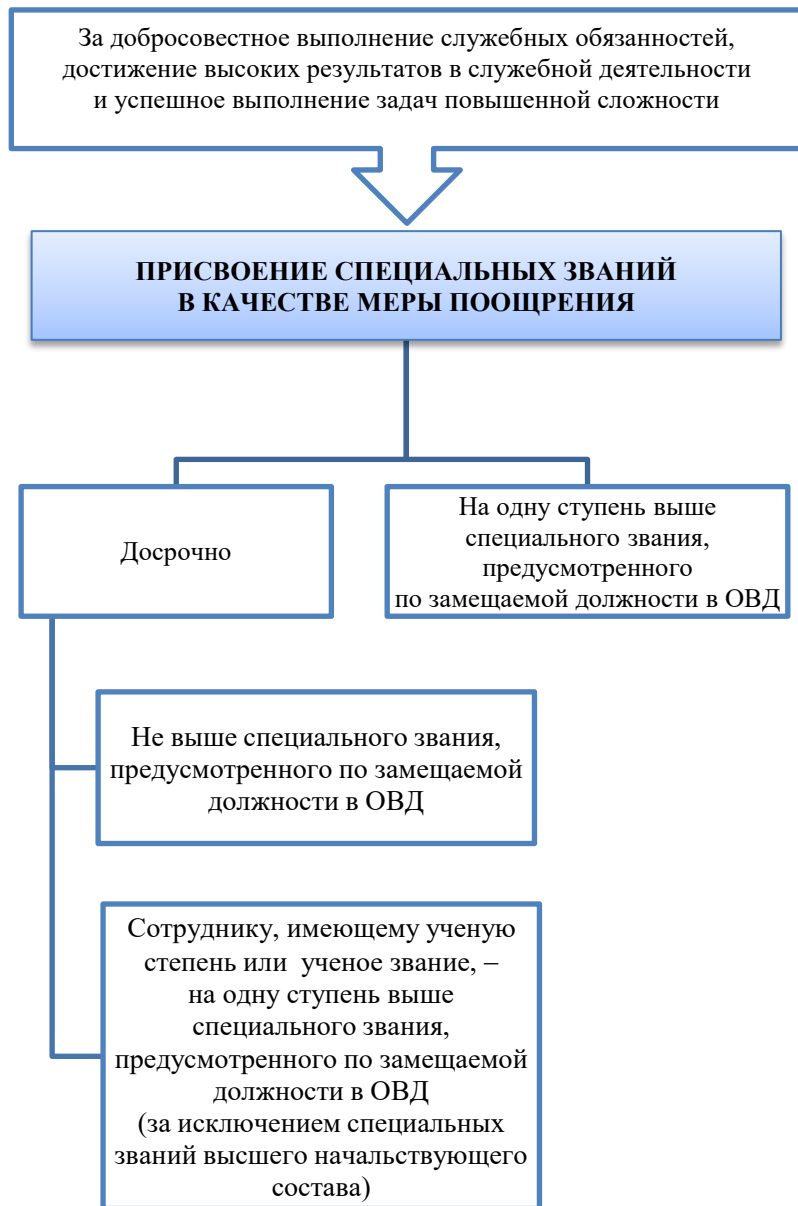 За добросовестное выполнение служебных обязанностей,
достижение высоких результатов в служебной деятельности
и успешное выполнение задач повышенной сложности
ПРИСВОЕНИЕ СПЕЦИАЛЬНЫХ ЗВАНИЙ
В КАЧЕСТВЕ МЕРЫ ПООЩРЕНИЯ
Досрочно
На одну ступень выше
специального звания,
предусмотренного
по замещаемой должности в ОВД
Не выше специального звания,
предусмотренного по замещаемой
должности в ОВД
Сотруднику, имеющему ученую
степень или ученое звание, –
на одну ступень выше
специального звания,
предусмотренного по замещаемой
должности в ОВД
(за исключением специальных
званий высшего начальствующего
состава)